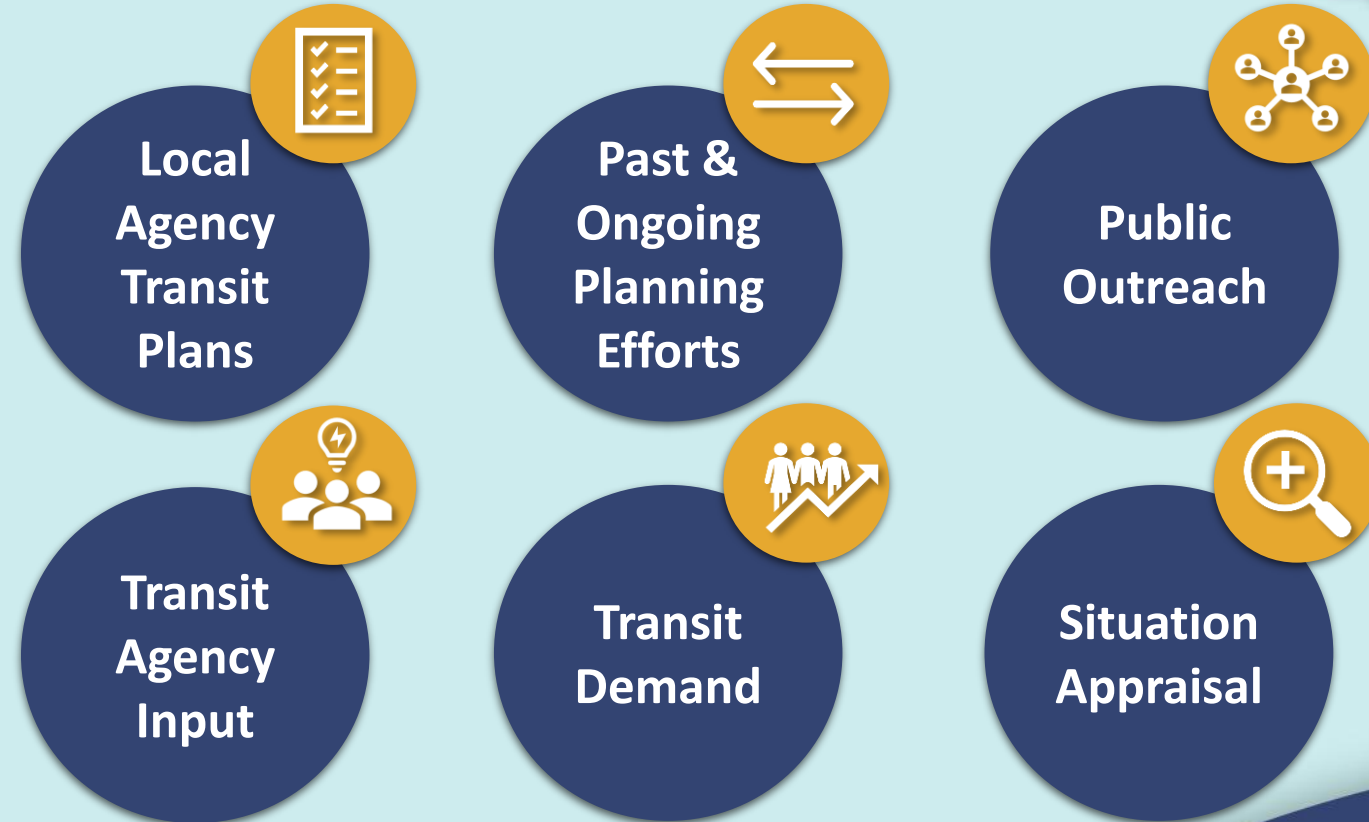 Local
Agency
Transit
Plans
Past &
Ongoing
Planning
Efforts
Public
Outreach
Transit
Agency
Input
Transit
Demand
Situation
Appraisal